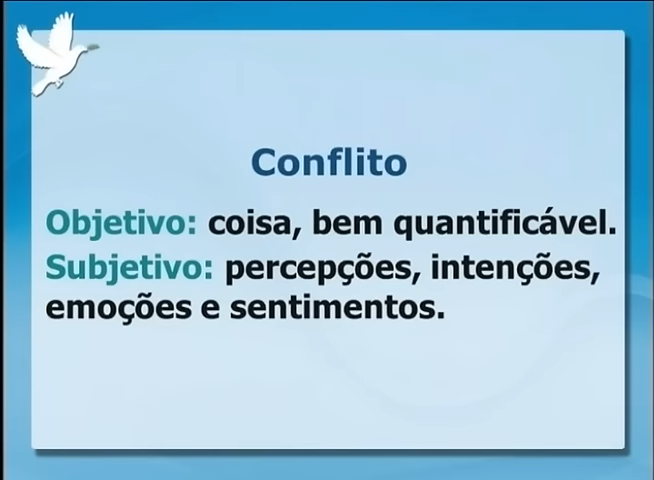 Conflito
Objetivo: coisa, bem quantificável.
Subjetivo: percepções, intenções,
emoções e sentimentos.